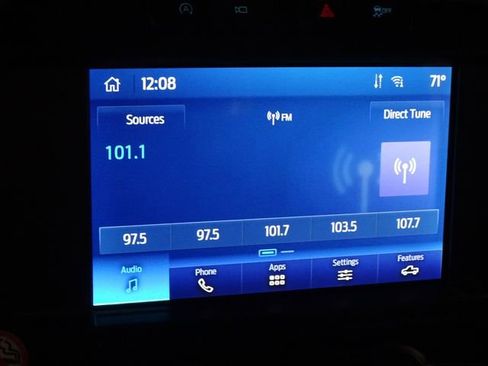 12:08 71°
Sources FM Direct Tune
101.1
97.5 97.5 101.7 103.5 107.7
Audio Phone Apps Settings Features